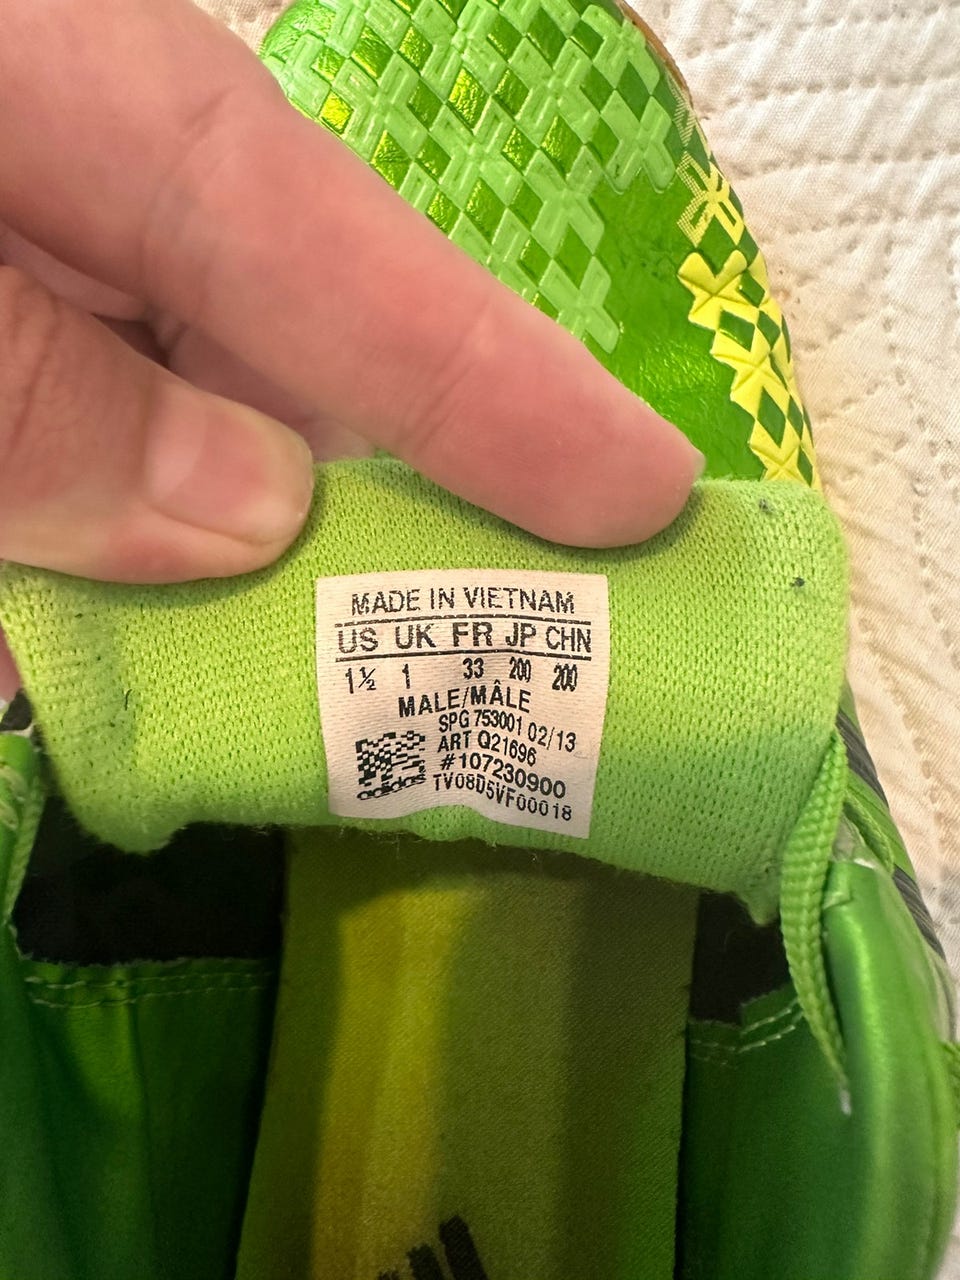 MADE IN VIETNAM
US UK FR JP CHN
1½ 1 33 200 200
MALE/MÂLE
SPG 753001 02/13
ART Q21696
#107230900
adidas TV08D5VF00018